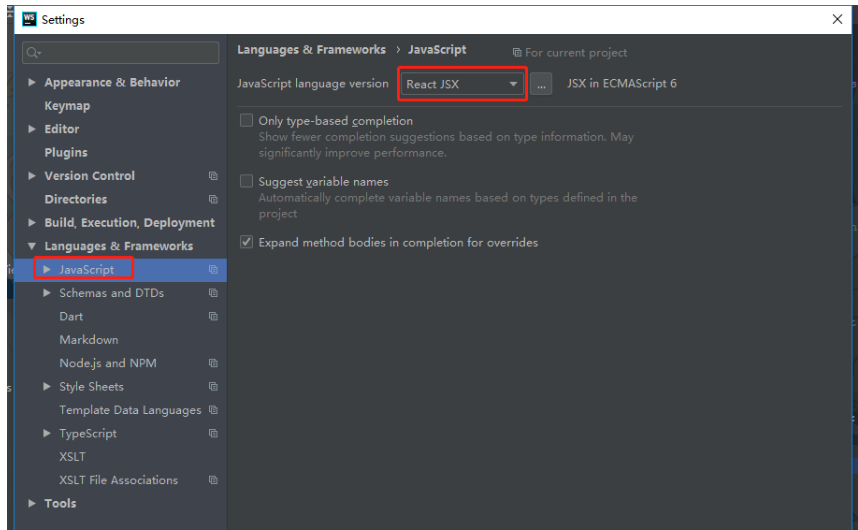 WS Settings
Appearance & Behavior
Keymap
Editor
Plugins
Version Control
Directories
Build, Execution, Deployment
Languages & Frameworks
JavaScript
Schemas and DTDs
Dart
Markdown
Node.js and NPM
Style Sheets
Template Data Languages
TypeScript
XSLT
XSLT File Associations
Tools
Languages & Frameworks › JavaScript
For current project
JavaScript language version
React JSX
...
JSX in ECMAScript 6
Only type-based completion
Show fewer completion suggestions based on type information. May
significantly improve performance.
Suggest variable names
Automatically complete variable names based on types defined in the
project
Expand method bodies in completion for overrides